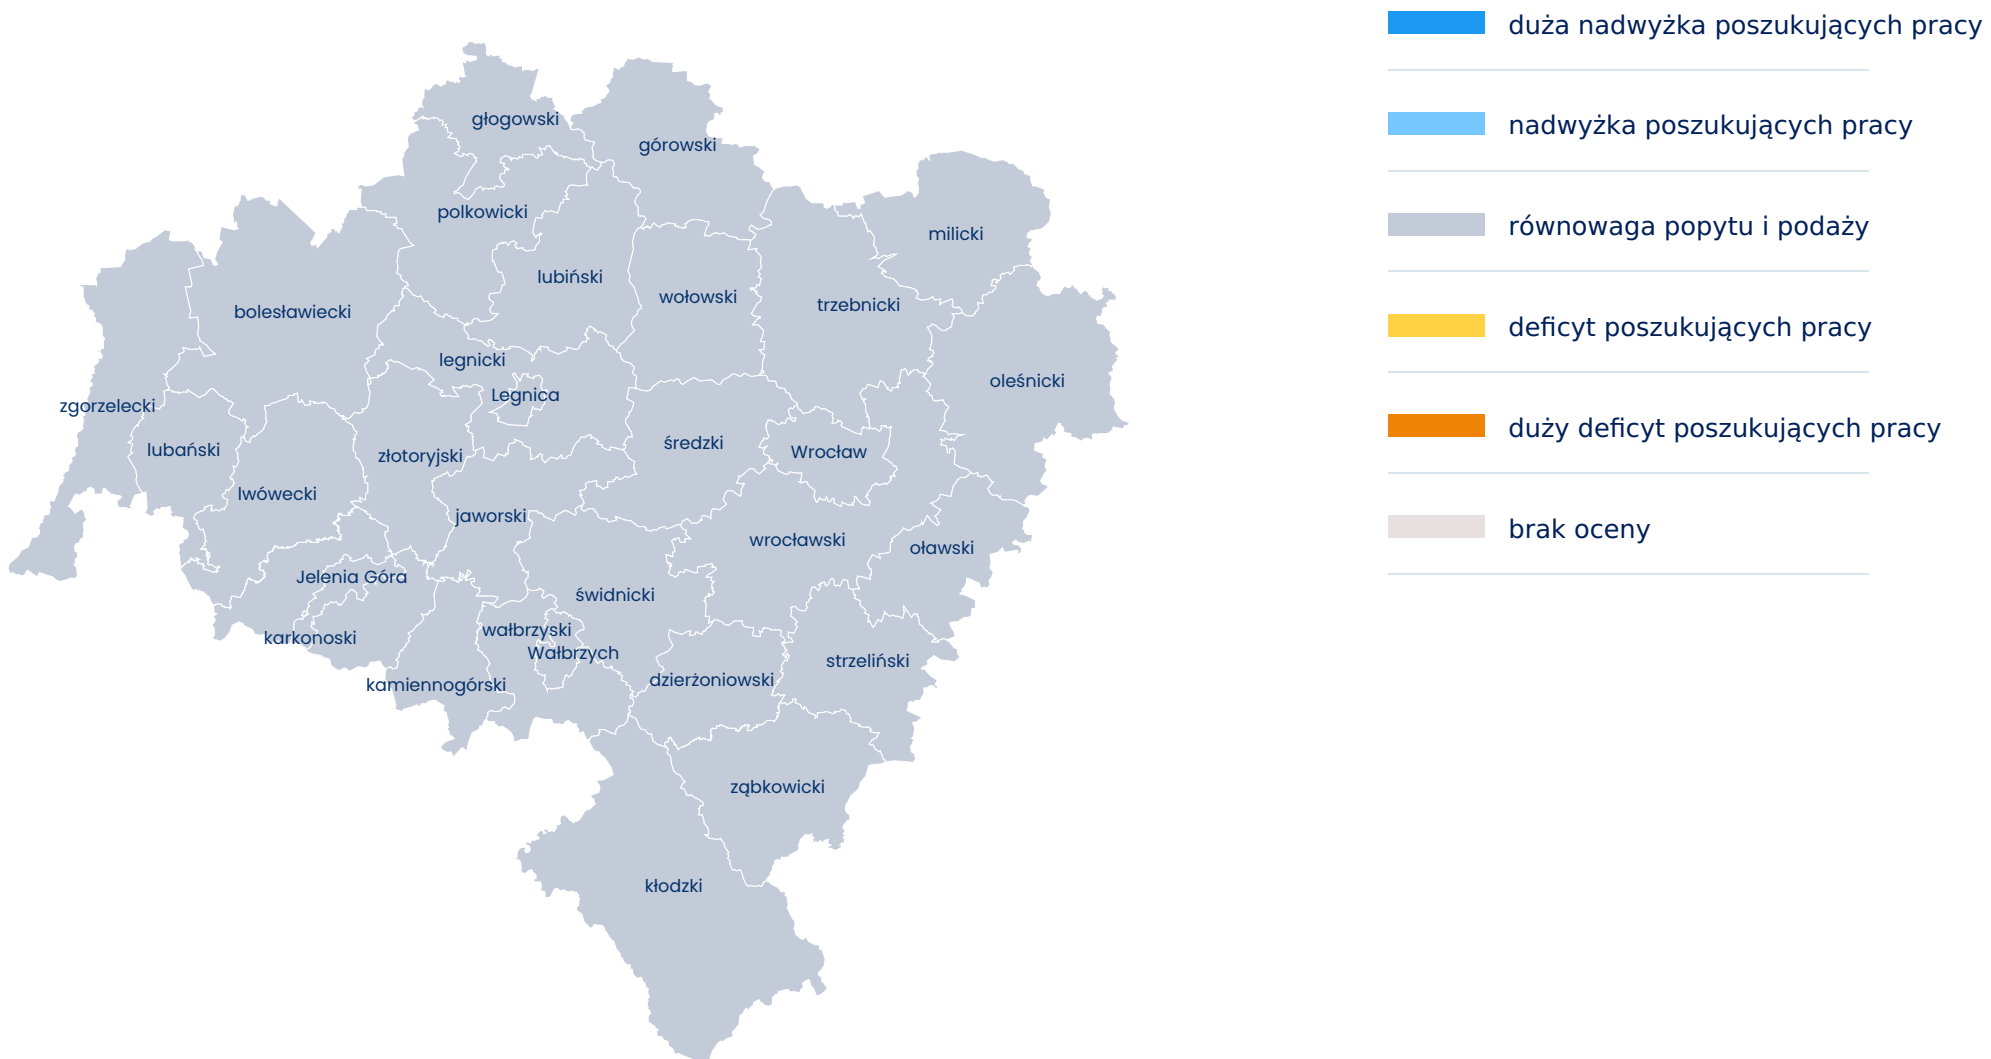 głogowski
górowski
polkowicki
milicki
lubiński
wołowski
trzebnicki
bolesławiecki
legnicki
oleśnicki
Legnica
zgorzelecki
średzki
lubański
Wrocław
złotoryjski
lwówecki
jaworski
wrocławski
oławski
Jelenia Góra
świdnicki
wałbrzyski
karkonoski
Wałbrzych
strzeliński
dzierżoniowski
kamiennogórski
ząbkowicki
kłodzki
duża nadwyżka poszukujących pracy
nadwyżka poszukujących pracy
równowaga popytu i podaży
deficyt poszukujących pracy
duży deficyt poszukujących pracy
brak oceny